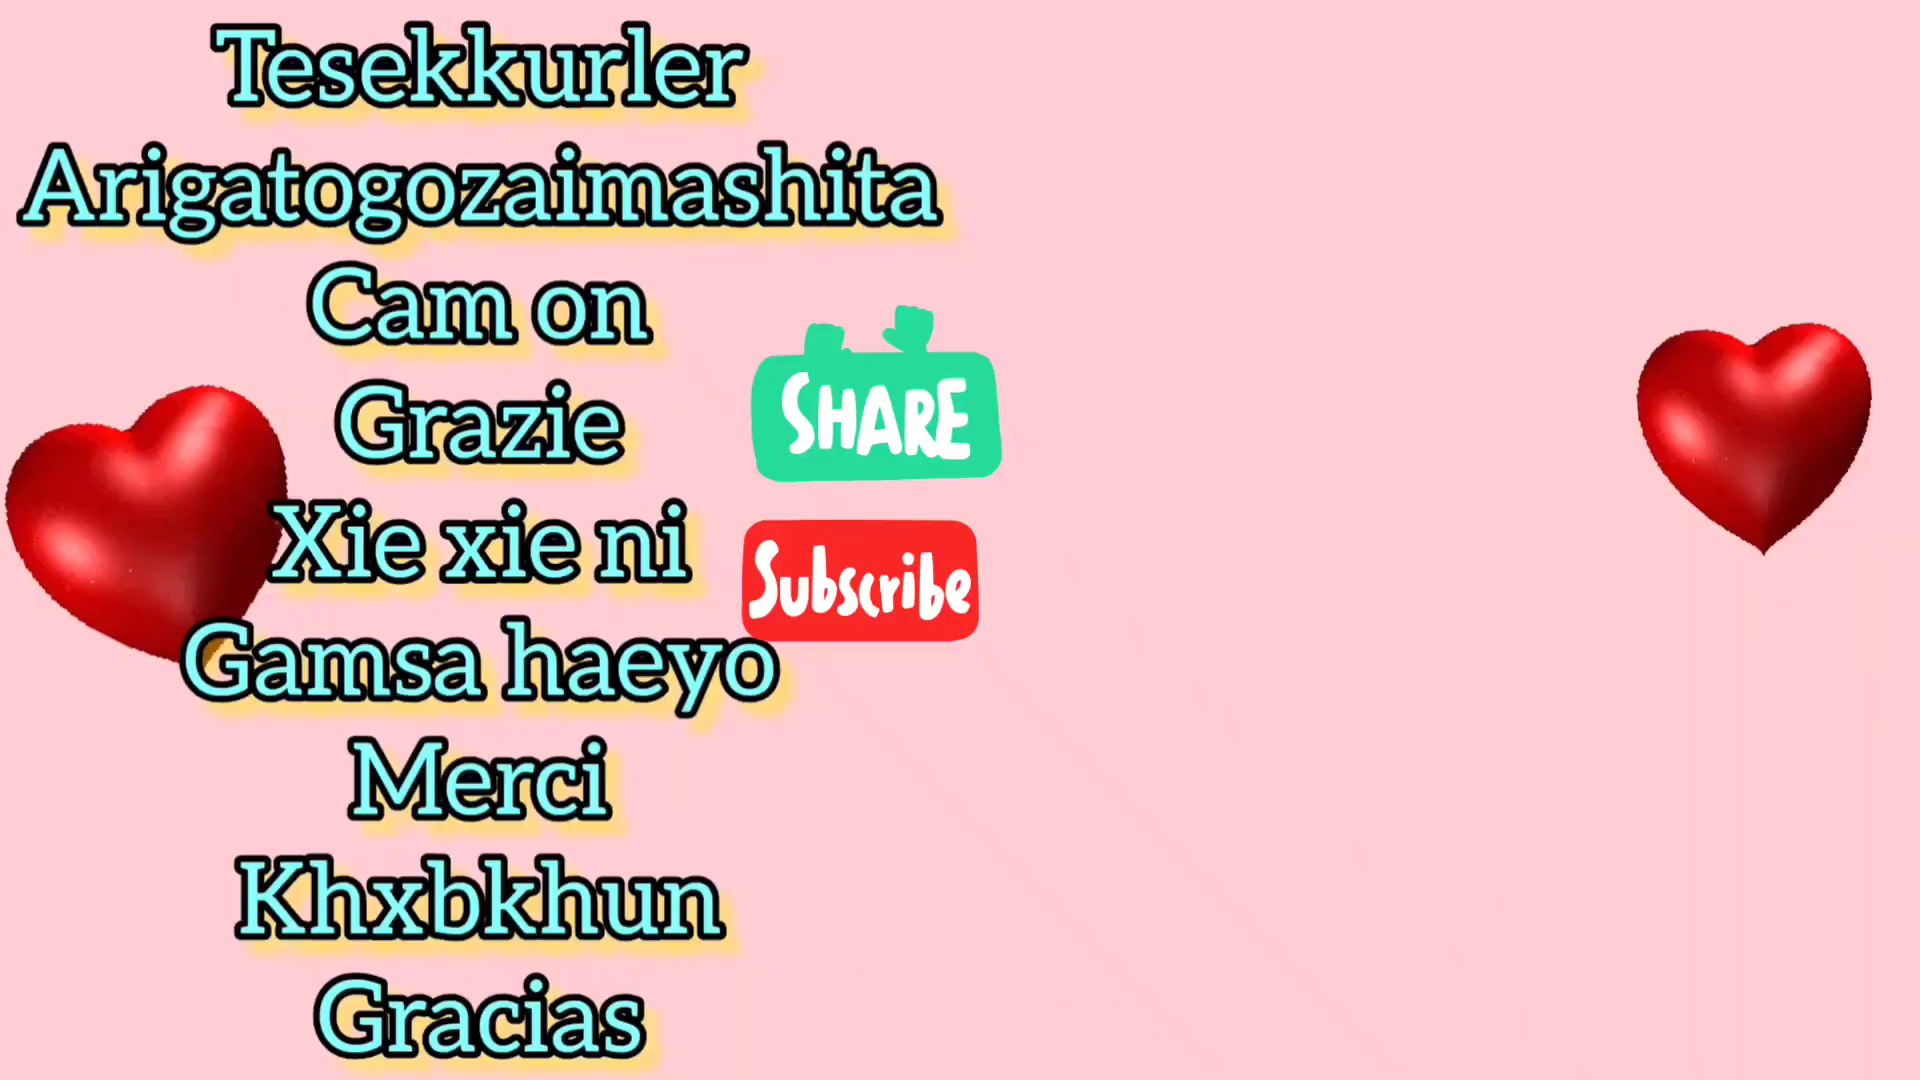 Tesekkurler
Arigatogozaimashita
Cam on
Grazie
SHARE
Xie xie ni
Subscribe
Gamsa haeyo
Merci
Khxbkhun
Gracias